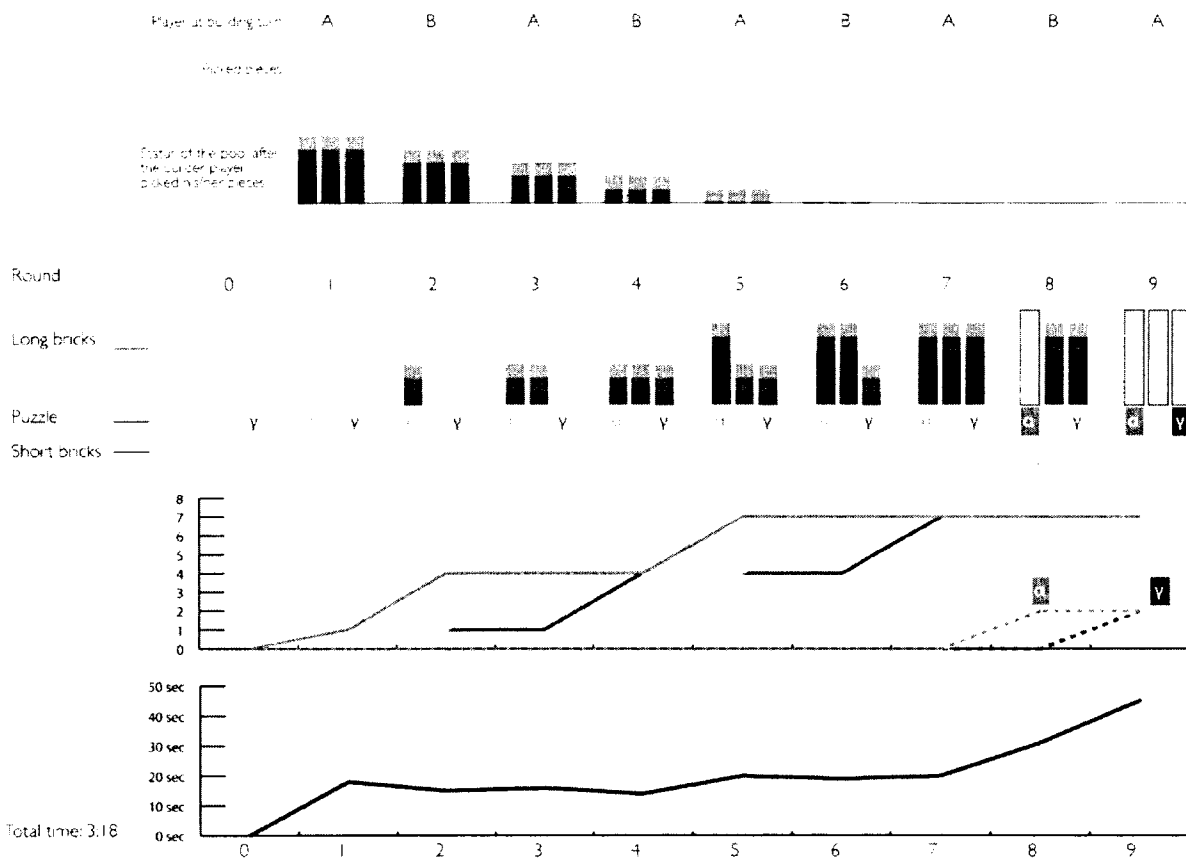 Player at building turn A B A B A B A B A
Picked pieces
Status of the pool after
the builder player
picked his/her pieces
Round 0 1 2 3 4 5 6 7 8 9
Long bricks
Puzzle γ γ γ γ α γ α γ γ α γ α γ α γ
Short bricks
8
7
6
5
4
3
2
1
0
α γ
50 sec
40 sec
30 sec
20 sec
10 sec
0 sec
Total time: 3.18
0 1 2 3 4 5 6 7 8 9